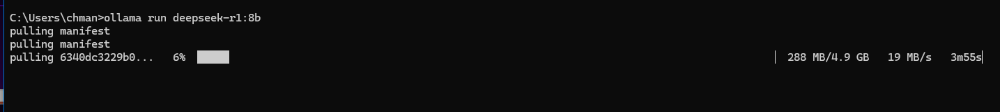 C:\Users\chman>ollama run deepseek-r1:8b
pulling manifest
pulling manifest
pulling 6340dc3229b0... 6% 288 MB/4.9 GB 19 MB/s 3m55s